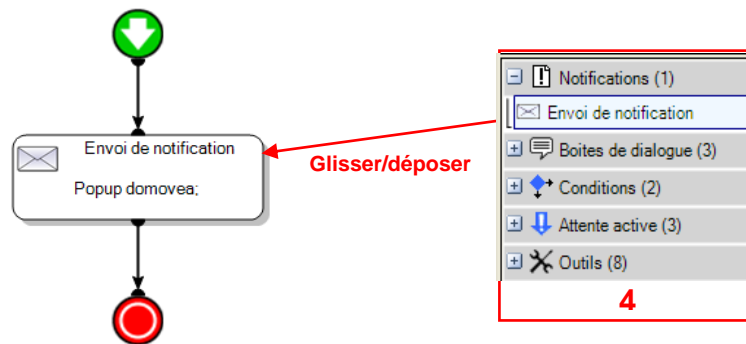 Envoi de notification
Popup domovea;
Glisser/déposer
Notifications (1)
Envoi de notification
Boites de dialogue (3)
Conditions (2)
Attente active (3)
Outils (8)
4